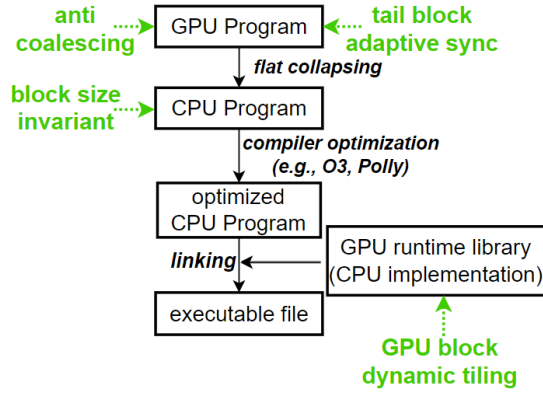 anti
coalescing
GPU Program
tail block
adaptive sync
flat collapsing
block size
invariant
CPU Program
compiler optimization
(e.g., O3, Polly)
optimized
CPU Program
linking
GPU runtime library
(CPU implementation)
executable file
GPU block
dynamic tiling